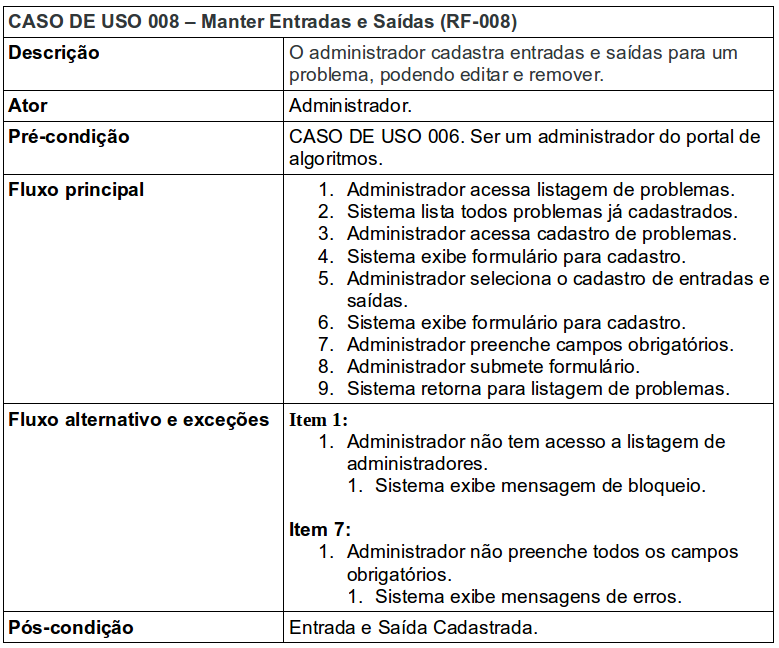 CASO DE USO 008 – Manter Entradas e Saídas (RF-008)
Descrição
O administrador cadastra entradas e saídas para um
problema, podendo editar e remover.
Ator
Administrador.
Pré-condição
CASO DE USO 006. Ser um administrador do portal de
algoritmos.
Fluxo principal
1. Administrador acessa listagem de problemas.
2. Sistema lista todos problemas já cadastrados.
3. Administrador acessa cadastro de problemas.
4. Sistema exibe formulário para cadastro.
5. Administrador seleciona o cadastro de entradas e
saídas.
6. Sistema exibe formulário para cadastro.
7. Administrador preenche campos obrigatórios.
8. Administrador submete formulário.
9. Sistema retorna para listagem de problemas.
Fluxo alternativo e exceções
Item 1:
1. Administrador não tem acesso a listagem de
administradores.
1. Sistema exibe mensagem de bloqueio.
Item 7:
1. Administrador não preenche todos os campos
obrigatórios.
1. Sistema exibe mensagens de erros.
Pós-condição
Entrada e Saída Cadastrada.